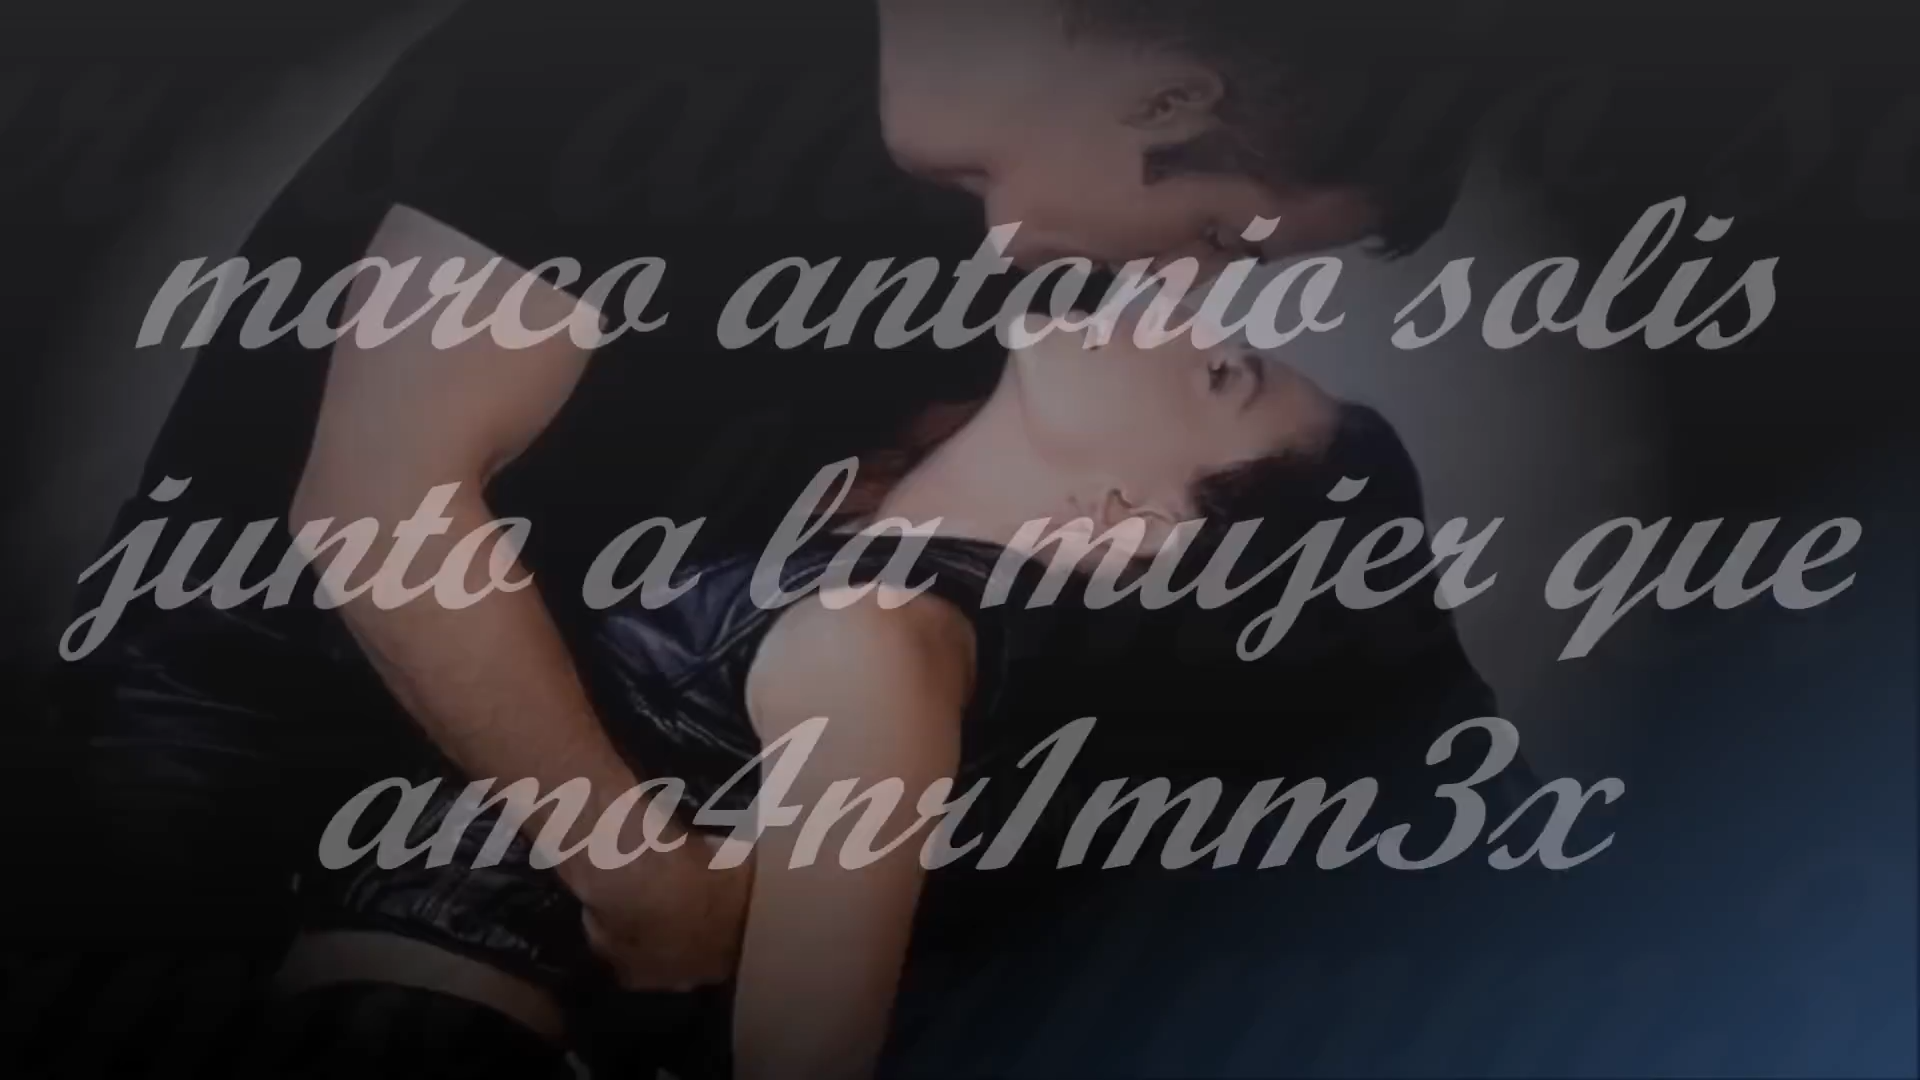 marco antonio solis
junto a la mujer que
amo4nr1mm3x